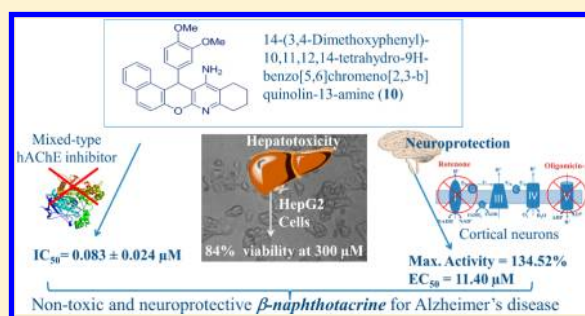 OMe
OMe
NH2
O
N
14-(3,4-Dimethoxyphenyl)-
10,11,12,14-tetrahydro-9H-
benzo[5,6]chromeno[2,3-b]
quinolin-13-amine (10)
Mixed-type
hAChE inhibitor
IC50= 0.083 ± 0.024 µM
Hepatotoxicity
HepG2
Cells
84% viability at 300 µM
Neuroprotection
Rotenone
Oligomicin-
III
IV
Cortical neurons
Max. Activity = 134.52%
EC50 = 11.40 µM
Non-toxic and neuroprotective β-naphthotacrine for Alzheimer's disease